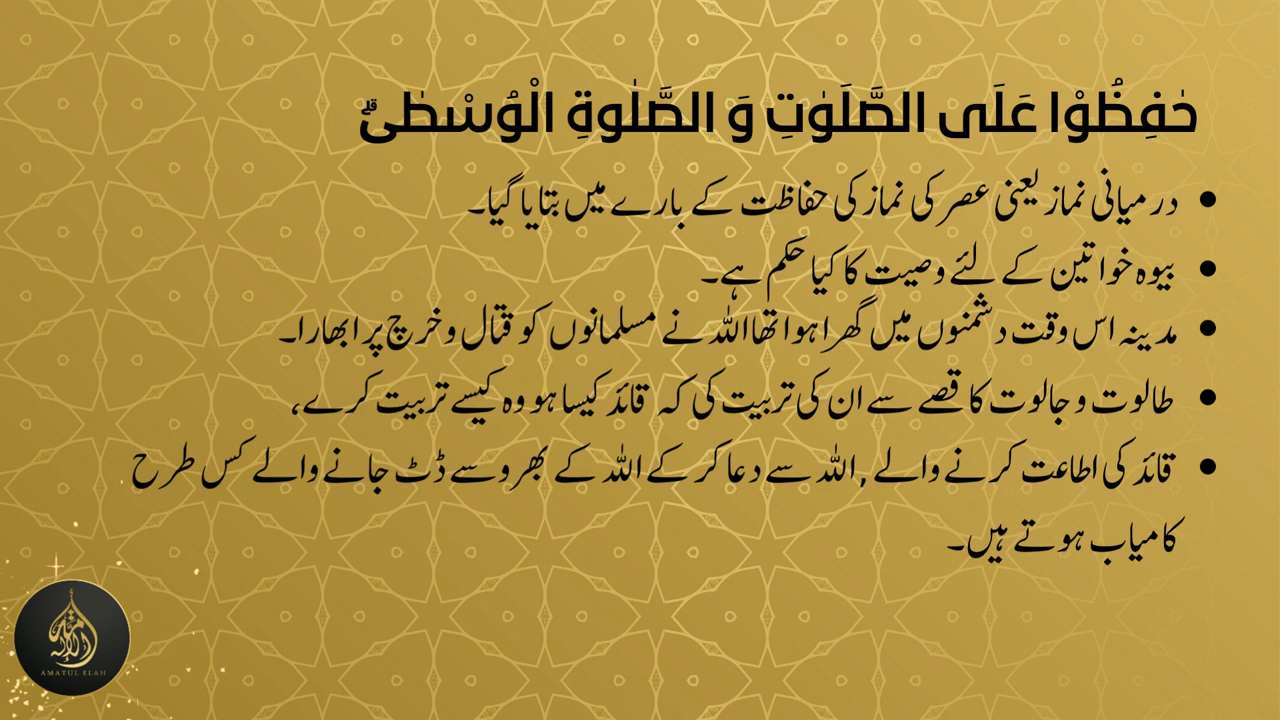 حٰفِظُوْا عَلَى الصَّلَوٰتِ وَ الصَّلٰوةِ الْوُسْطٰىۗ
• درمیانی نماز یعنی عصر کی نماز کی حفاظت کے بارے میں بتایا گیا۔
• بیوہ خواتین کے لئے وصیت کا کیا حکم ہے۔
• مدینہ اس وقت دشمنوں میں گھرا ہوا تھا اللہ نے مسلمانوں کو قتال و خرچ پر ابھارا۔
• طالوت و جالوت کا قصے سے ان کی تربیت کی کہ قائد کیسا ہو وہ کیسے تربیت کرے،
• قائد کی اطاعت کرنے والے ,اللہ سے دعا کر کے اللہ کے بھروسے ڈٹ جانے والے کس طرح
کامیاب ہوتے ہیں۔
AMATUL ELAH